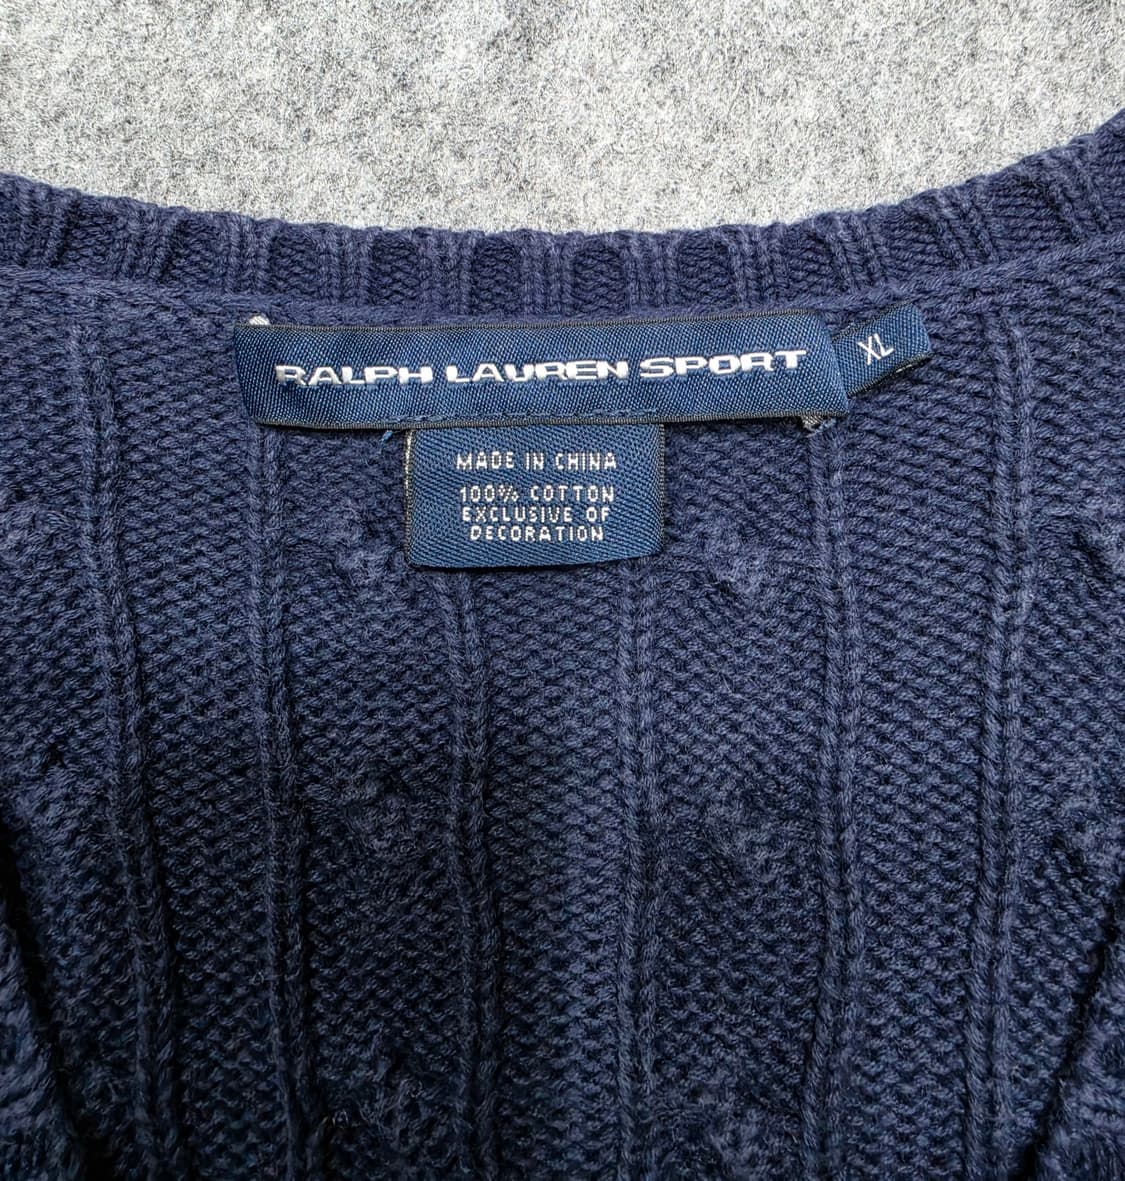 RALPH LAUREN SPORT
XL
MADE IN CHINA
100% COTTON
EXCLUSIVE OF
DECORATION